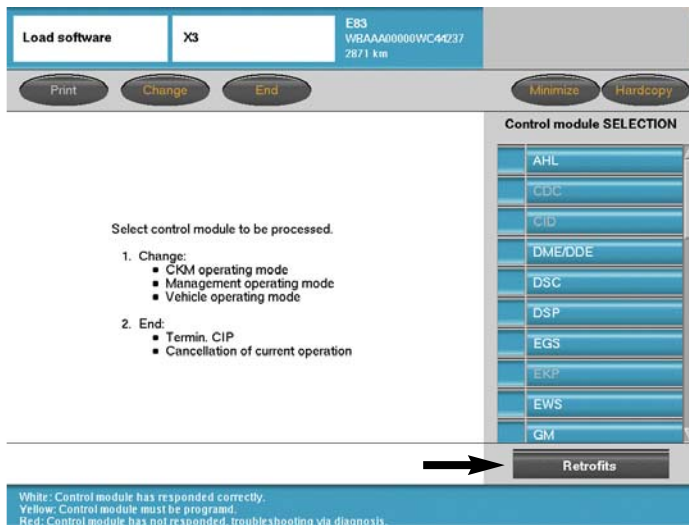 Load software
X3
E83
WBAAA00000WC44237
2871 km
Print
Change
End
Minimize
Hardcopy
Control module SELECTION
AHL
CDC
CID
DME/DDE
DSC
DSP
EGS
EKP
EWS
GM
Select control module to be processed.
1. Change:
▪ CKM operating mode
▪ Management operating mode
▪ Vehicle operating mode
2. End:
▪ Termin. CIP
▪ Cancellation of current operation
Retrofits
White: Control module has responded correctly.
Yellow: Control module must be programd.
Red: Control module has not responded, troubleshooting via diagnosis.